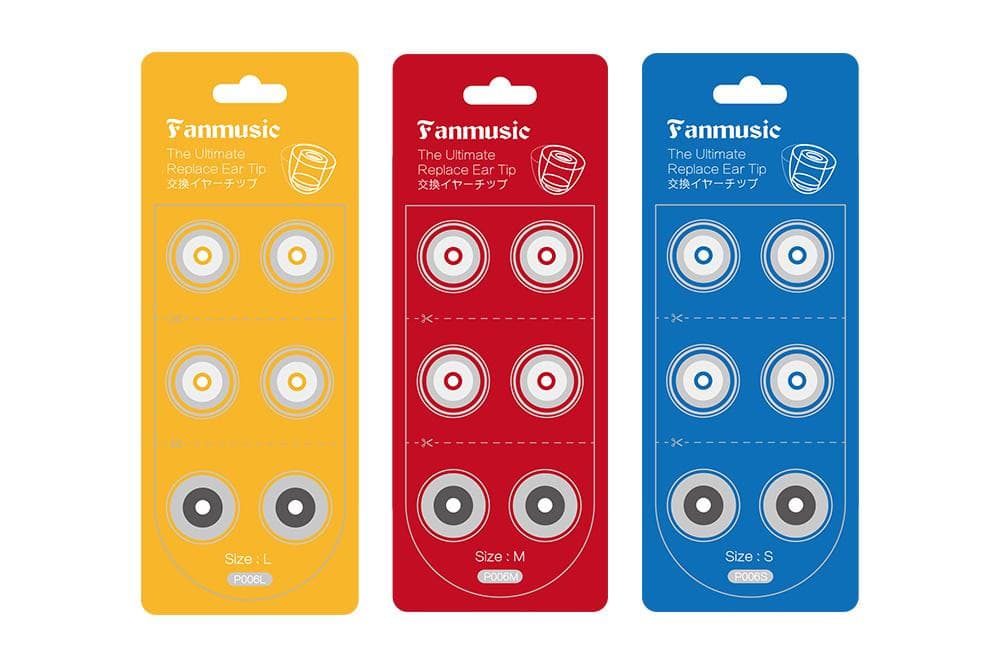 Fanmusic
The Ultimate
Replace Ear Tip
交換イヤーチップ
Size : L
P006L
Fanmusic
The Ultimate
Replace Ear Tip
交換イヤーチップ
Size : M
P006M
Fanmusic
The Ultimate
Replace Ear Tip
交換イヤーチップ
Size : S
P006S